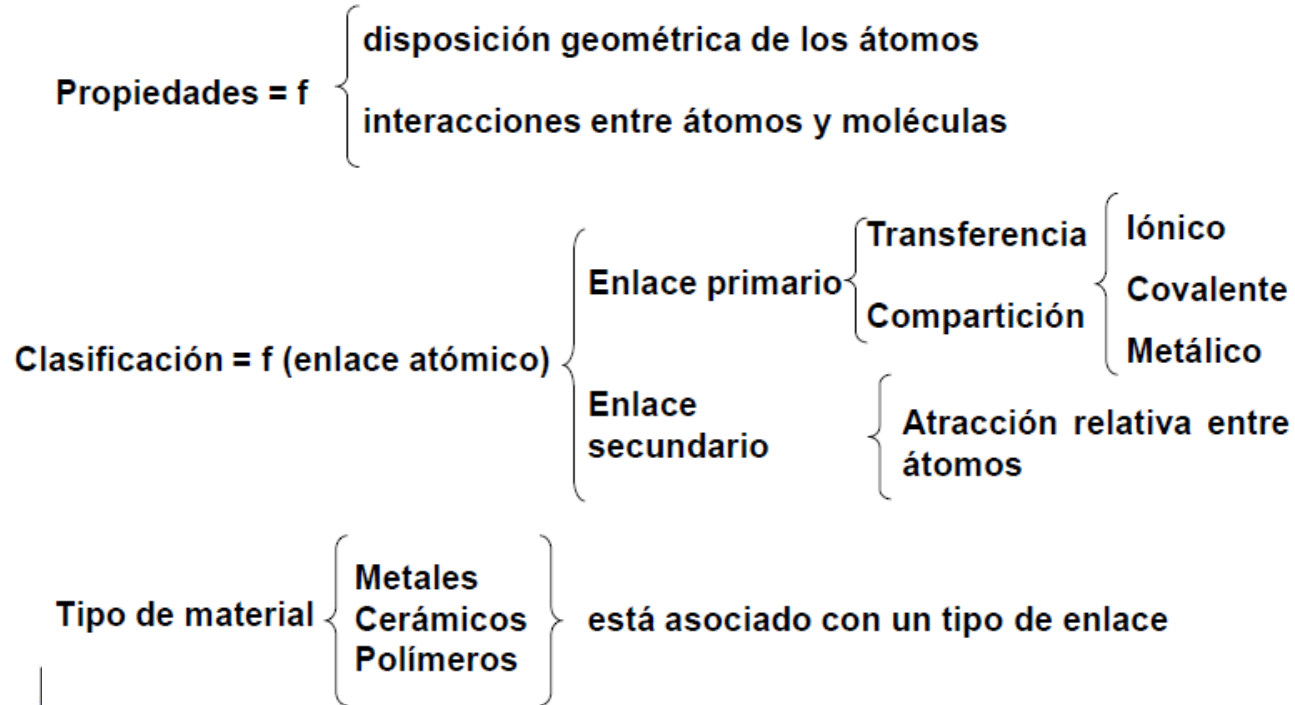 disposición geométrica de los átomos
Propiedades = f
interacciones entre átomos y moléculas
Transferencia
Iónico
Enlace primario
Covalente
Compartición
Metálico
Clasificación = f (enlace atómico)
Enlace
secundario
Atracción relativa entre
átomos
Tipo de material
Metales
Cerámicos
Polímeros
está asociado con un tipo de enlace